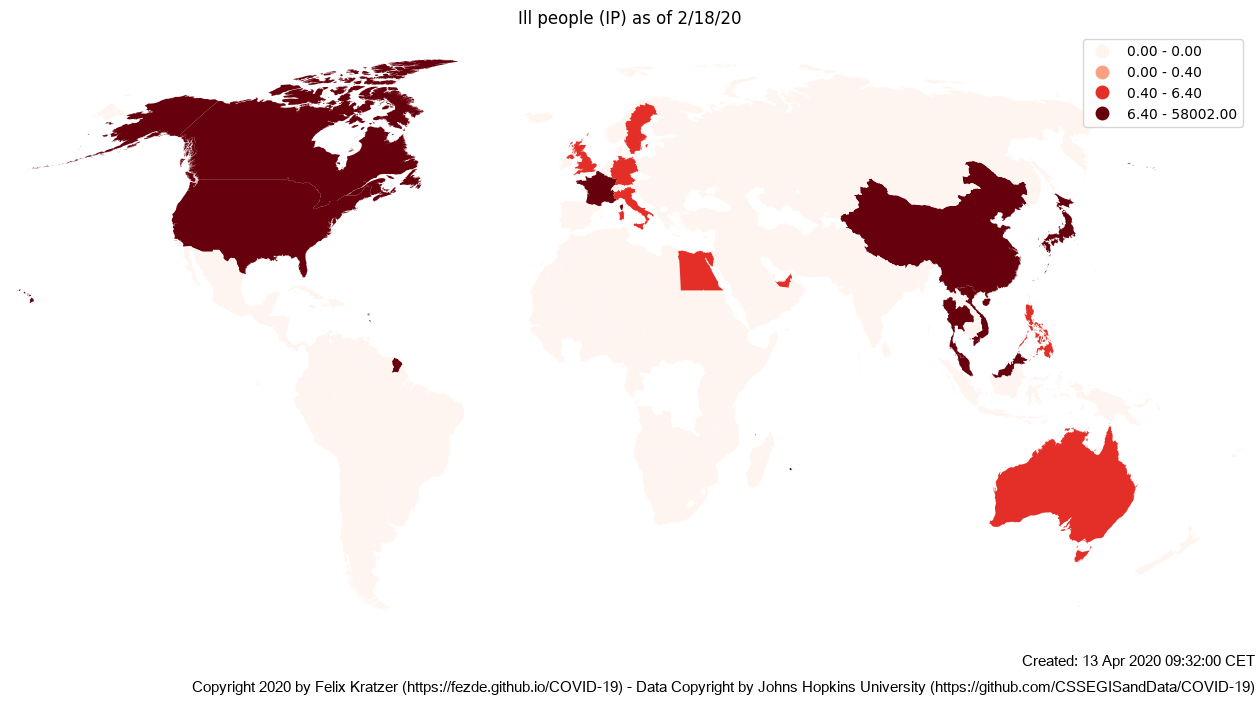 Ill people (IP) as of 2/18/20
0.00 - 0.00
0.00 - 0.40
0.40 - 6.40
6.40 - 58002.00
Created: 13 Apr 2020 09:32:00 CET
Copyright 2020 by Felix Kratzer (https://fezde.github.io/COVID-19) - Data Copyright by Johns Hopkins University (https://github.com/CSSEGISandData/COVID-19)